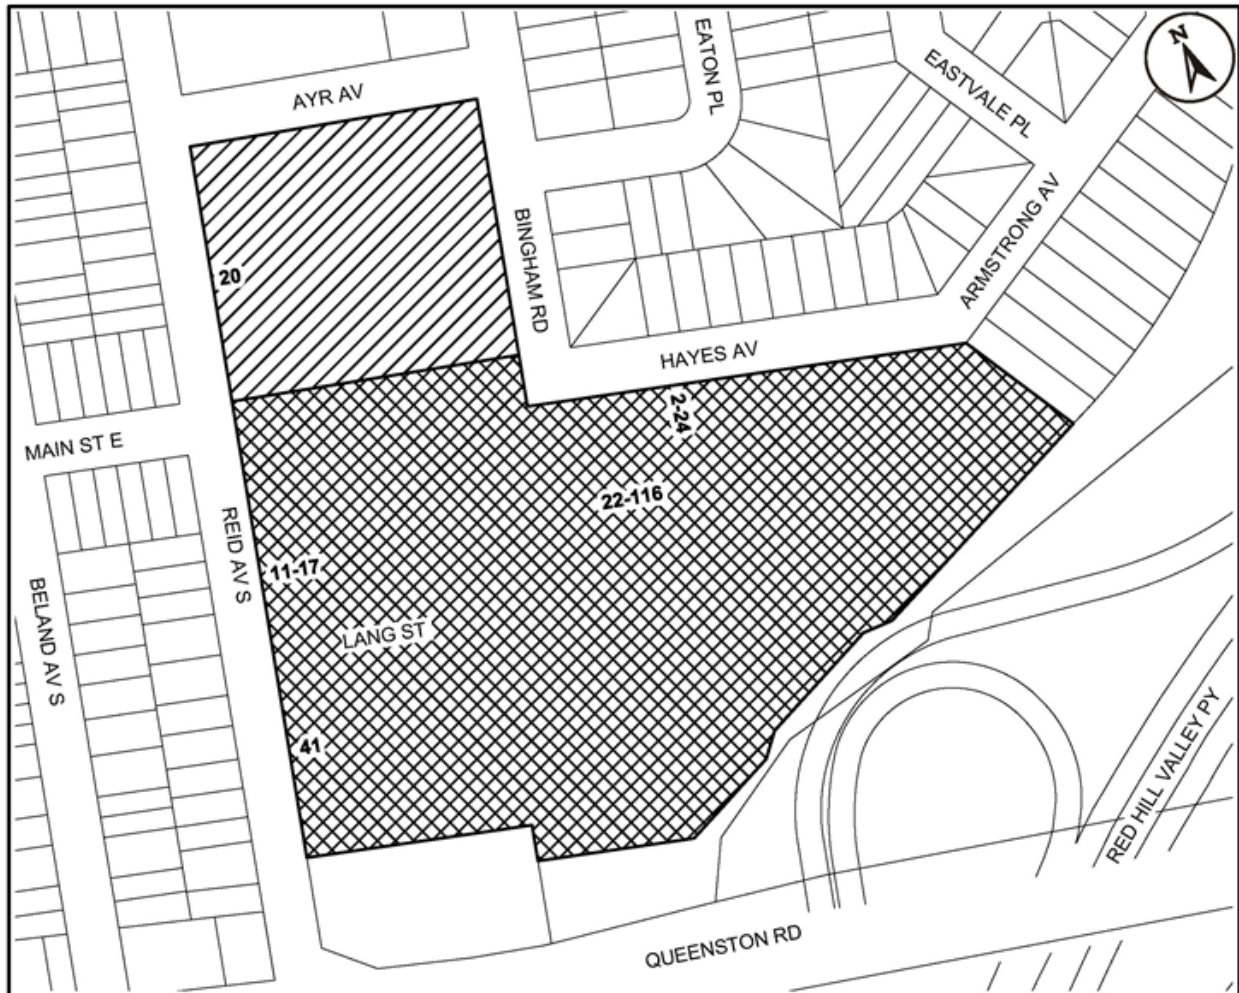 N
EATON PL
EASTVALE PL
AYR AV
BINGHAM RD
ARMSTRONG AV
20
HAYES AV
2-24
MAIN ST E
22-116
REID AV S
11-17
BELAND AV S
LANG ST
41
RED HILL VALLEY PY
QUEENSTON RD